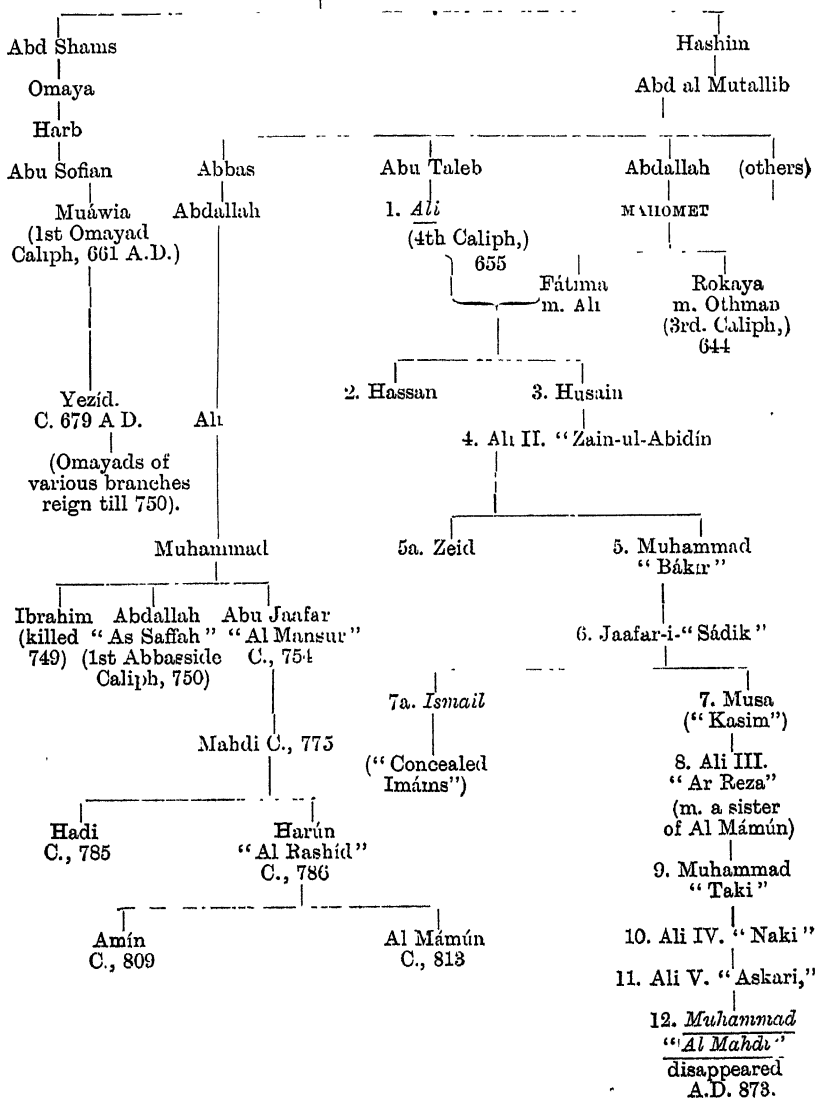 Abd Shams Hashim
Omaya Abd al Mutallib
Harb
Abu Sofian Abbas Abu Taleb Abdallah (others)
Muáwia Abdallah 1. Ali MAHOMET
(1st Omayad (4th Caliph,)
Caliph, 661 A.D.) 655
Fátima Rokaya
m. Ali m. Othman
(3rd. Caliph,)
644
2. Hassan 3. Husain
Yezíd.
C. 679 A D. Ali
4. Ali II. “Zain-ul-Abidín
(Omayads of
various branches
reign till 750).
Muhammad 5a. Zeid 5. Muhammad
“Bákir”
Ibrahim Abdallah Abu Jaafar
(killed “As Saffah” “Al Mansur” 6. Jaafar-i-“Sádik”
749) (1st Abbasside C., 754
Caliph, 750)
7a. Ismail 7. Musa
(“Kasim”)
Mahdi C., 775
(“Concealed 8. Ali III.
Imáms”) “Ar Reza”
(m. a sister
of Al Mámún)
Hadi Harún
C., 785 “Al Rashíd”
C., 786
9. Muhammad
“Taki”
Amín Al Mámún 10. Ali IV. “Naki”
C., 809 C., 813
11. Ali V. “Askari,”
12. Muhammad
“Al Mahdi”
disappeared
A.D. 873.